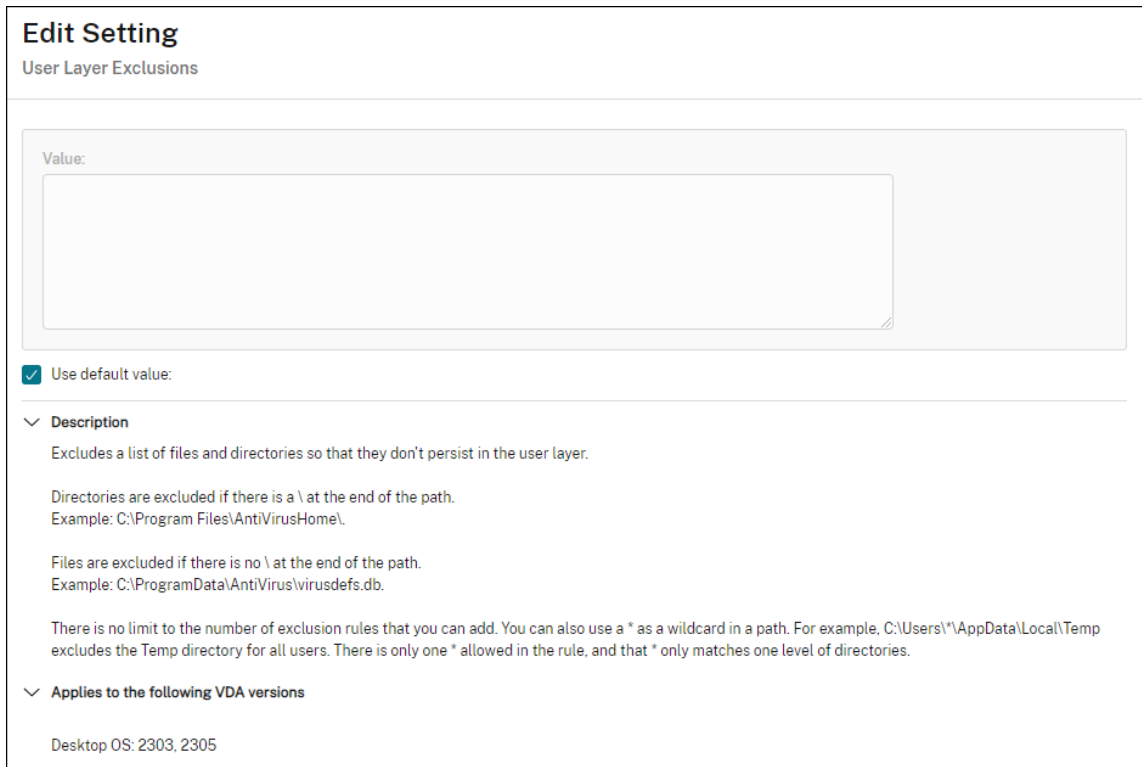 Edit Setting
User Layer Exclusions
Value:
Use default value:
Description
Excludes a list of files and directories so that they don't persist in the user layer.
Directories are excluded if there is a \ at the end of the path.
Example: C:\Program Files\AntiVirusHome\.
Files are excluded if there is no \ at the end of the path.
Example: C:\ProgramData\AntiVirus\virusdefs.db.
There is no limit to the number of exclusion rules that you can add. You can also use a * as a wildcard in a path. For example, C:\Users\*\AppData\Local\Temp
excludes the Temp directory for all users. There is only one * allowed in the rule, and that * only matches one level of directories.
Applies to the following VDA versions
Desktop OS: 2303, 2305